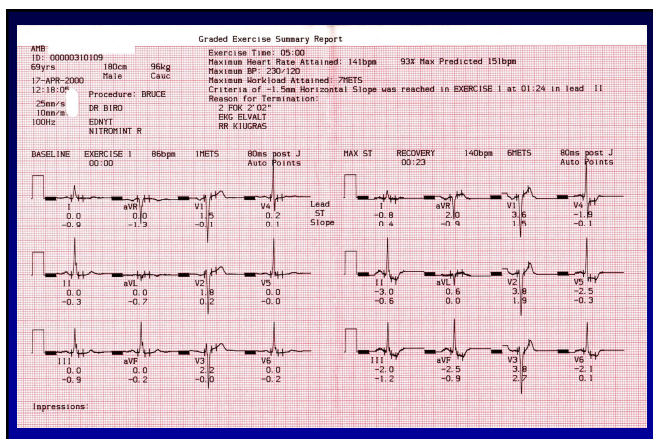 Graded Exercise Summary Report
AMB
ID: 00000310109
69yrs 180cm 96kg
Male Cauc
17-APR-2000
12:18:05
Procedure: BRUCE
25mm/s
10mm/m
100Hz
DR BIRO
EDNYT
NITROMINT R
Exercise Time: 05:00
Maximum Heart Rate Attained: 141bpm 93% Max Predicted 151bpm
Maximum BP: 230/120
Maximum Workload Attained: 7METS
Criteria of -1.5mm Horizontal Slope was reached in EXERCISE 1 at 01:24 in lead II
Reason for Termination:
2 FOK 2'02"
EKG ELVALT
RR KIUGRAS
BASELINE EXERCISE 1 86bpm 1METS 80ms post J
00:00 Auto Points
MAX ST RECOVERY 140bpm 6METS 80ms post J
00:23 Auto Points
I aVR V1 V4 Lead I aVR V1 V4
0.0 0.0 1.5 0.2 ST -0.8 2.0 3.6 -1.8
-0.9 -1.3 -0.1 0.1 Slope 0.4 -0.9 1.5 -0.1
II aVL V2 V5 II aVL V2 V5
0.0 0.0 1.8 0.0 -3.0 0.6 3.8 -2.5
-0.3 -0.7 0.2 0.0 -0.6 0.0 1.9 -0.3
III aVF V3 V6 III aVF V3 V6
0.0 0.0 2.2 0.0 -2.0 -2.5 3.8 -2.1
-0.9 -0.2 -0.0 -0.2 -1.2 -0.9 2.7 0.1
Impressions: